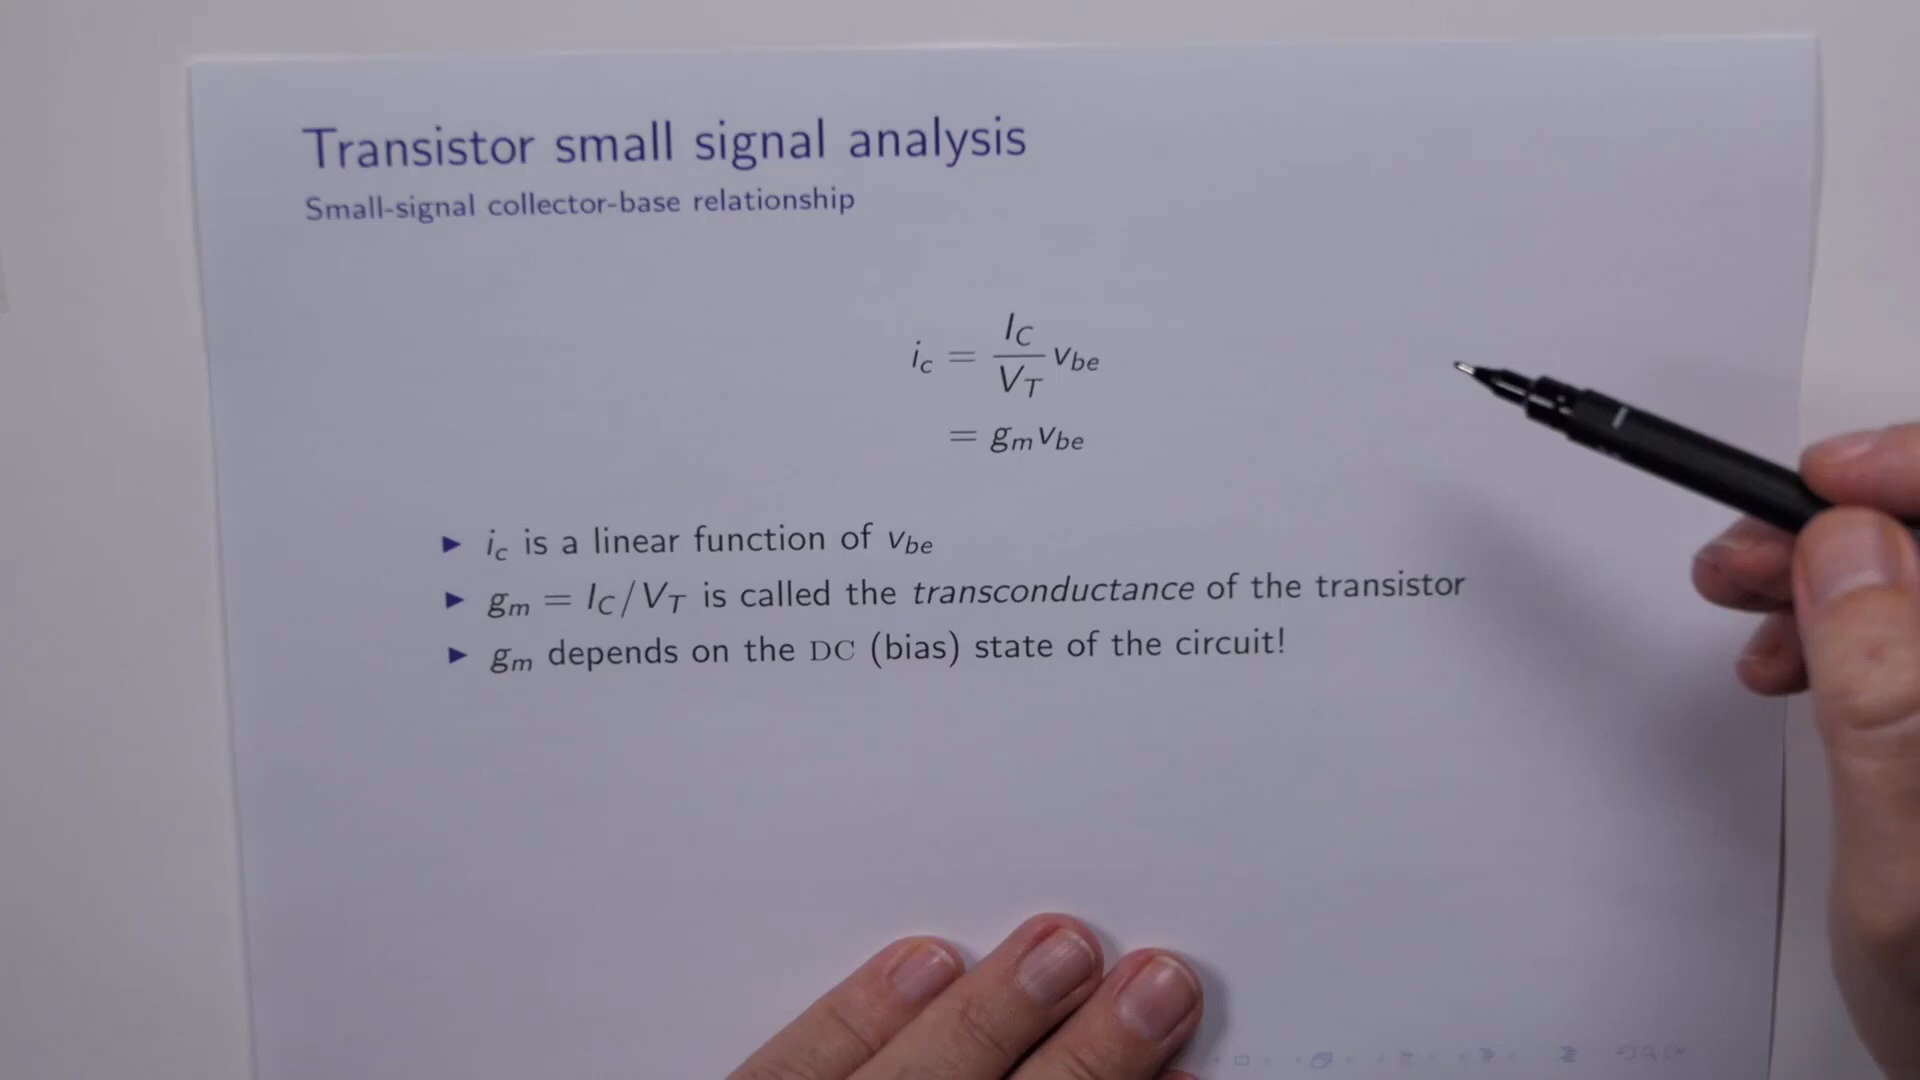 Transistor small signal analysis
Small-signal collector-base relationship
i_c = I_C/V_T v_be
= g_m v_be
▶ i_c is a linear function of v_be
▶ g_m = I_C/V_T is called the transconductance of the transistor
▶ g_m depends on the DC (bias) state of the circuit!